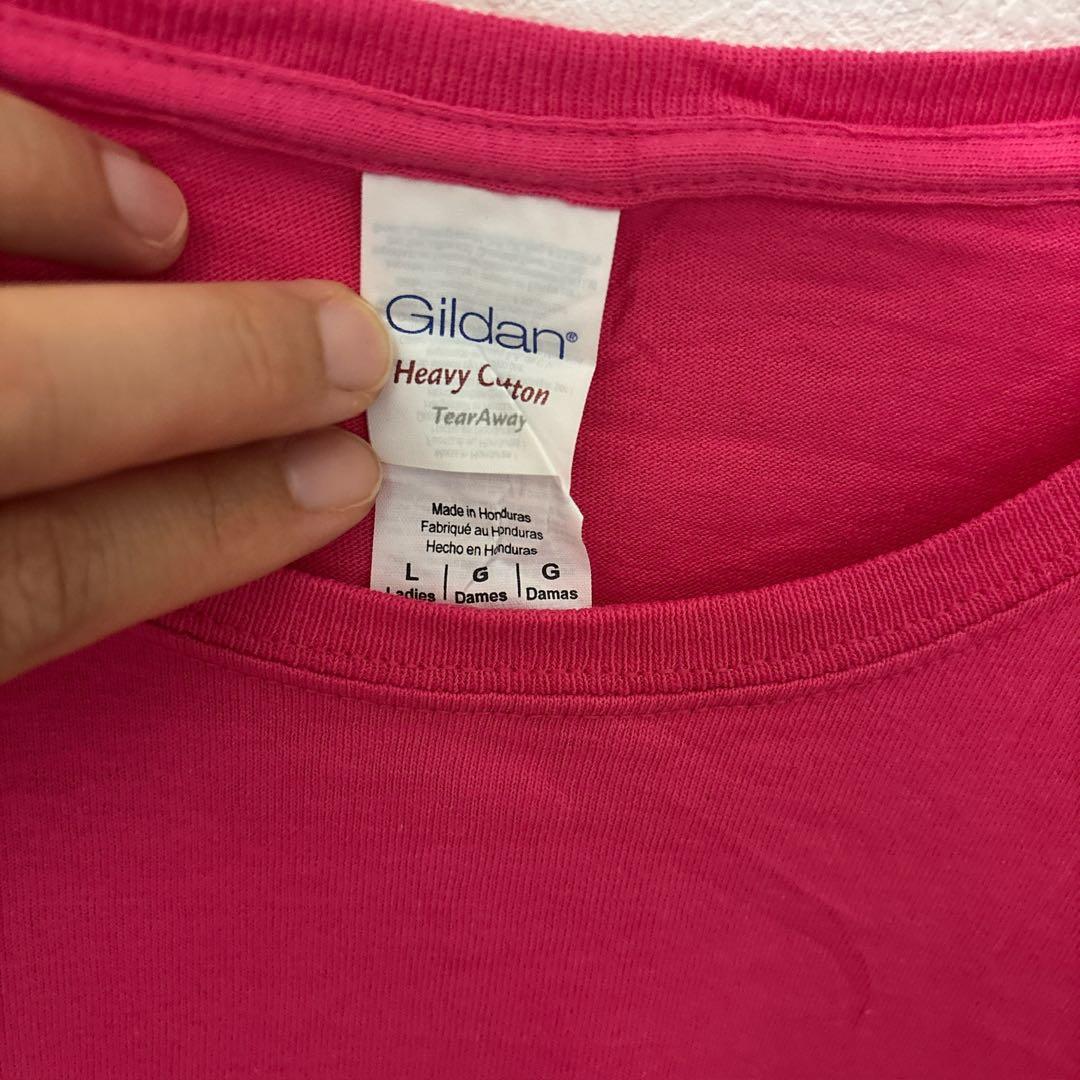 Gildan®
Heavy Cotton
TearAway
Made in Honduras
Fabriqué au Honduras
Hecho en Honduras
L | G | G
Ladies | Dames | Damas